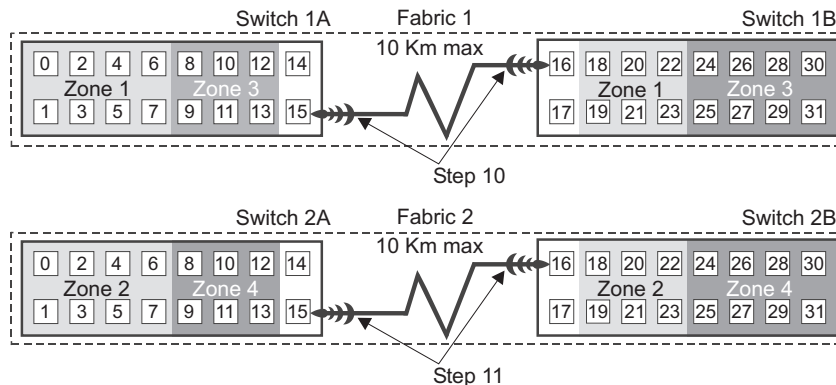 Switch 1A Fabric 1 Switch 1B
10 Km max
0 2 4 6 8 10 12 14 16 18 20 22 24 26 28 30
Zone 1 Zone 3 Zone 1 Zone 3
1 3 5 7 9 11 13 15 17 19 21 23 25 27 29 31
Step 10
Switch 2A Fabric 2 Switch 2B
10 Km max
0 2 4 6 8 10 12 14 16 18 20 22 24 26 28 30
Zone 2 Zone 4 Zone 2 Zone 4
1 3 5 7 9 11 13 15 17 19 21 23 25 27 29 31
Step 11